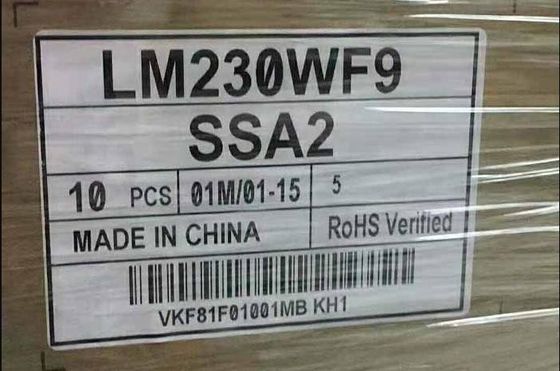 LM230WF9
SSA2
10 PCS 01M/01-15 5
MADE IN CHINA RoHS Verified
VKF81F01001MB KH1